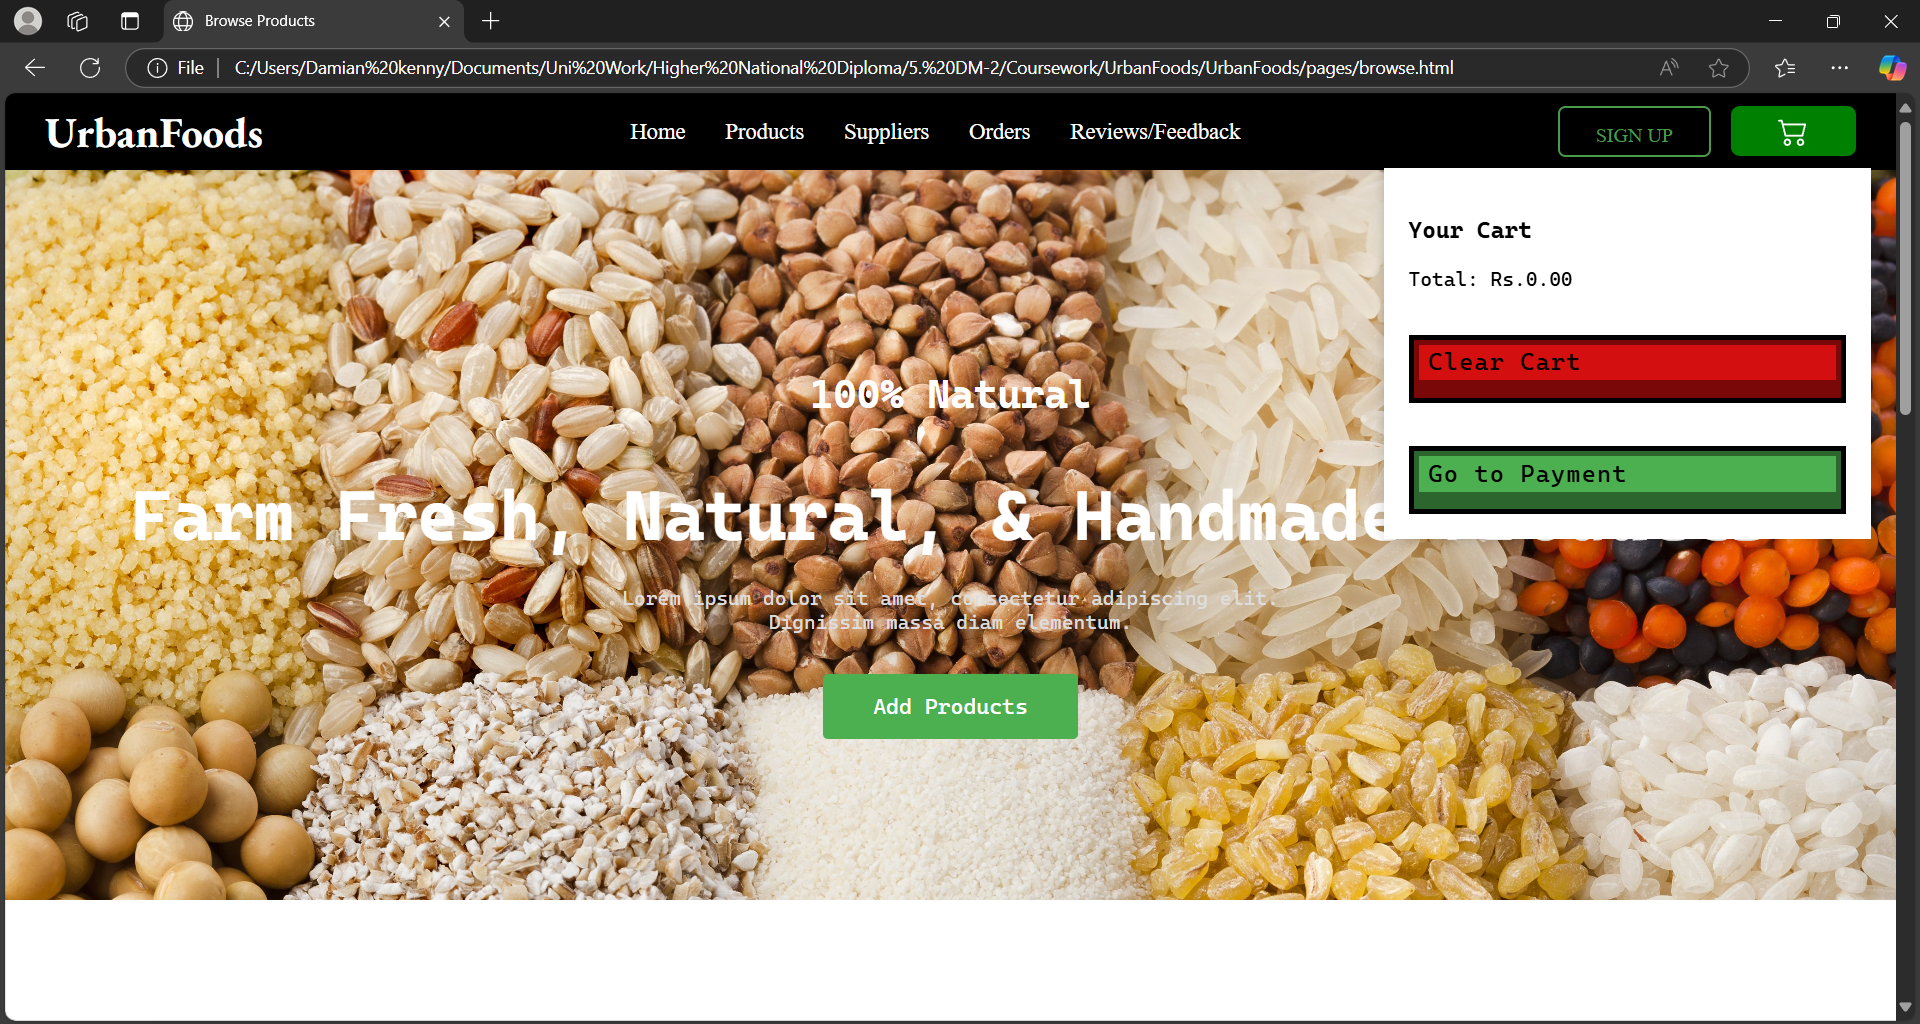 Browse Products
File
C:/Users/Damian%20kenny/Documents/Uni%20Work/Higher%20National%20Diploma/5.%20DM-2/Coursework/UrbanFoods/UrbanFoods/pages/browse.html
UrbanFoods
Home
Products
Suppliers
Orders
Reviews/Feedback
SIGN UP
Your Cart
Total: Rs.0.00
Clear Cart
Go to Payment
100% Natural
Farm Fresh, Natural, & Handmade
Lorem ipsum dolor sit amet, consectetur adipiscing elit.
Dignissim massa diam elementum.
Add Products